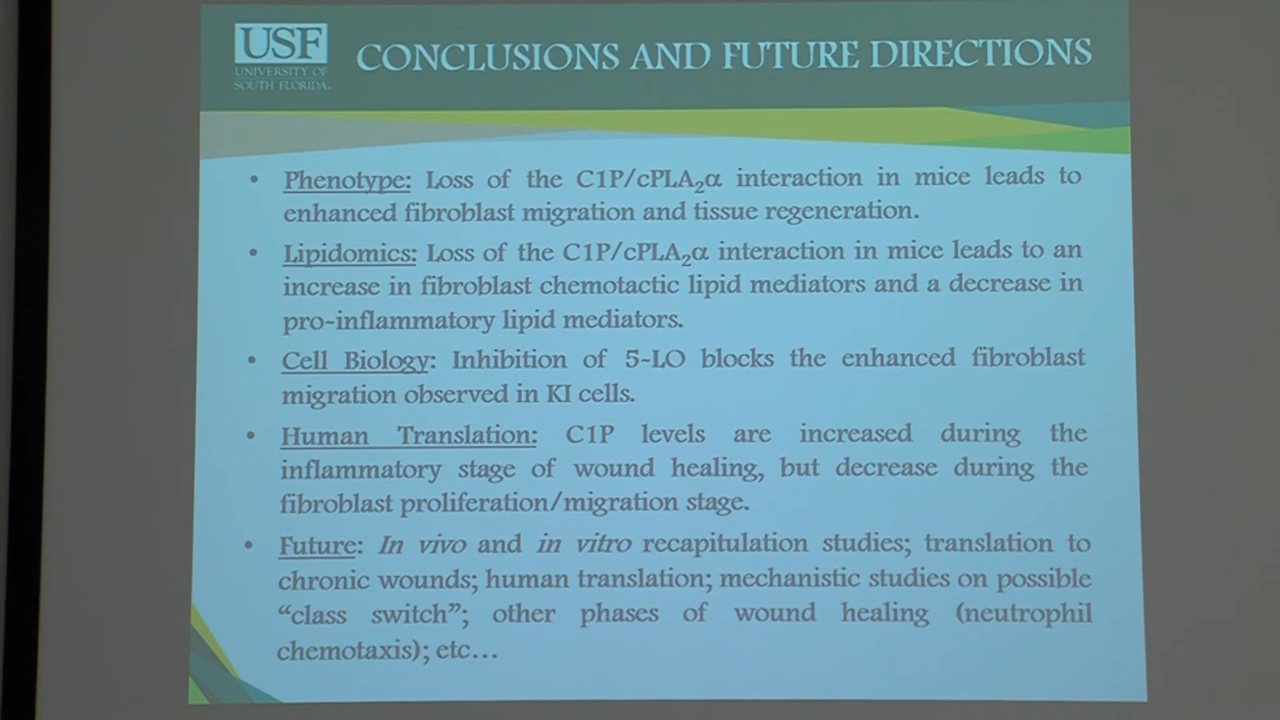 USF
UNIVERSITY OF
SOUTH FLORIDA.
CONCLUSIONS AND FUTURE DIRECTIONS
• Phenotype: Loss of the C1P/cPLA₂α interaction in mice leads to
enhanced fibroblast migration and tissue regeneration.
• Lipidomics: Loss of the C1P/cPLA₂α interaction in mice leads to an
increase in fibroblast chemotactic lipid mediators and a decrease in
pro-inflammatory lipid mediators.
• Cell Biology: Inhibition of 5-LO blocks the enhanced fibroblast
migration observed in KI cells.
• Human Translation: C1P levels are increased during the
inflammatory stage of wound healing, but decrease during the
fibroblast proliferation/migration stage.
• Future: In vivo and in vitro recapitulation studies; translation to
chronic wounds; human translation; mechanistic studies on possible
“class switch”; other phases of wound healing (neutrophil
chemotaxis); etc…